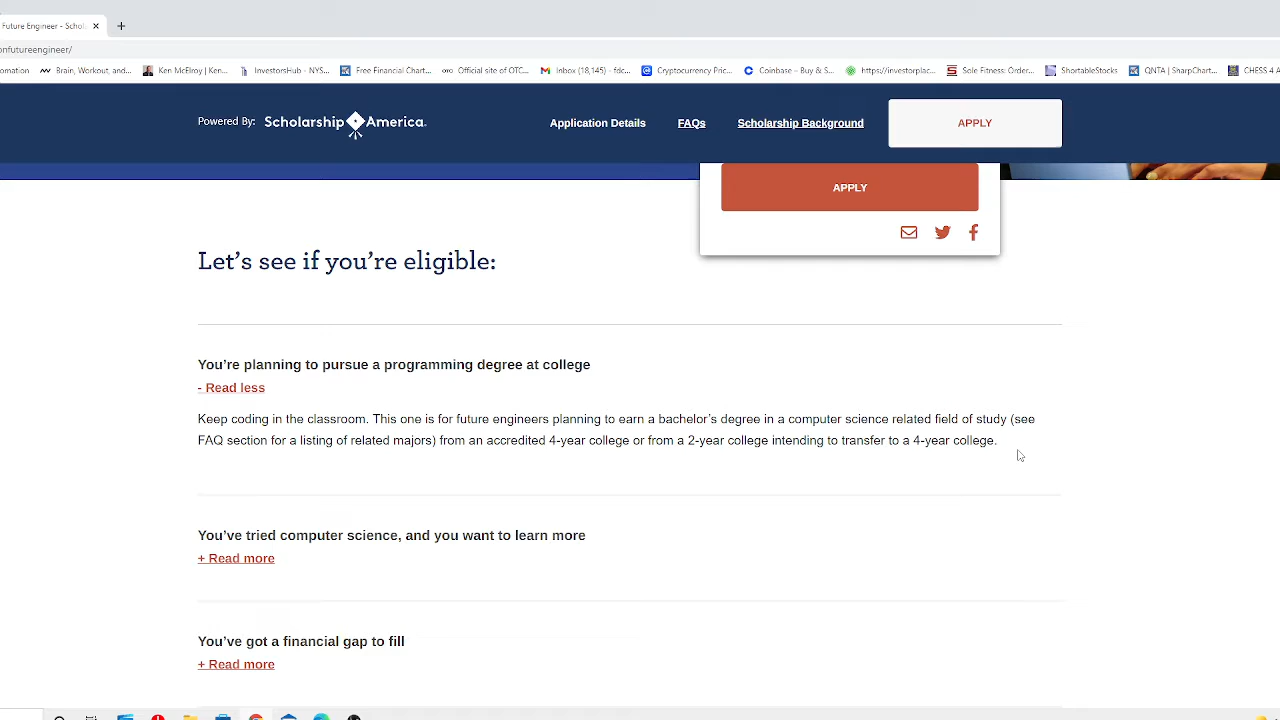 Future Engineer - Schol
onfutureengineer/
omation
Brain, Workout, and...
Ken McElroy | Ken...
InvestorsHub - NYS...
Free Financial Chart...
Official site of OTC...
Inbox (18,145) - fdc...
Cryptocurrency Pric...
Coinbase – Buy & S...
https://investorplac...
Sole Fitness: Order...
ShortableStocks
QNTA | SharpChart...
CHESS 4 A
Powered By: Scholarship America.
Application Details
FAQs
Scholarship Background
APPLY
APPLY
Let's see if you're eligible:
You're planning to pursue a programming degree at college
- Read less
Keep coding in the classroom. This one is for future engineers planning to earn a bachelor's degree in a computer science related field of study (see
FAQ section for a listing of related majors) from an accredited 4-year college or from a 2-year college intending to transfer to a 4-year college.
You've tried computer science, and you want to learn more
+ Read more
You've got a financial gap to fill
+ Read more